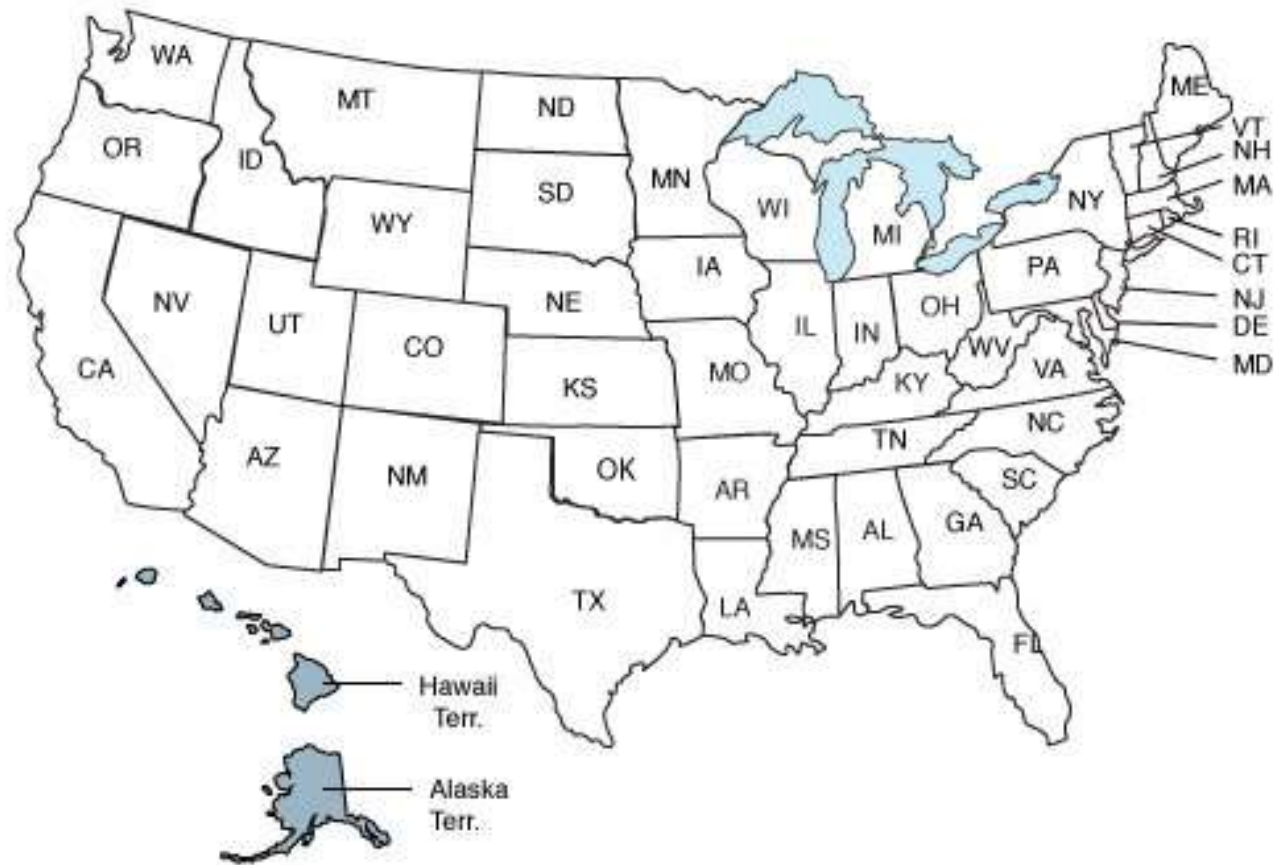 WA
MT
ND
ME
OR
ID
MN
VT
NH
SD
WI
MI
NY
MA
WY
RI
IA
PA
CT
NV
NE
OH
NJ
UT
IL
IN
DE
CO
WV
MD
CA
KS
MO
KY
VA
AZ
NM
OK
TN
NC
AR
SC
MS
AL
GA
TX
LA
FL
Hawaii
Terr.
Alaska
Terr.